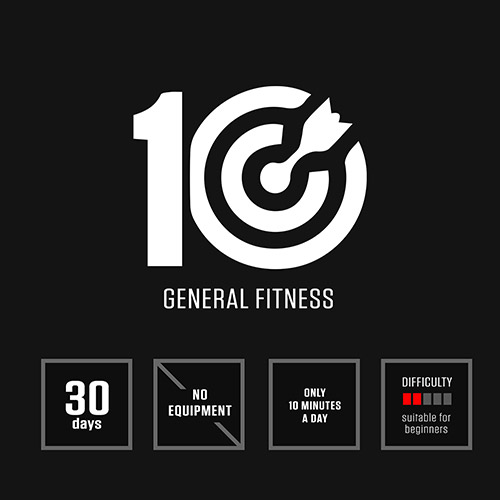 10
GENERAL FITNESS
30
days
NO
EQUIPMENT
ONLY
10 MINUTES
A DAY
DIFFICULTY
suitable for
beginners